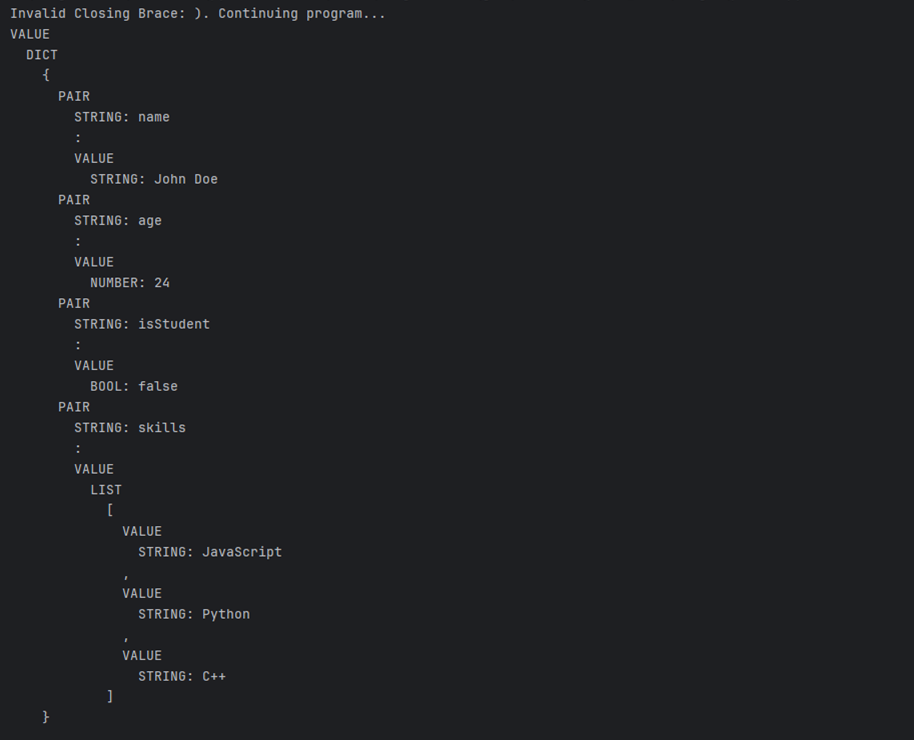 Invalid Closing Brace: ). Continuing program...
VALUE
  DICT
    {
      PAIR
        STRING: name
        :
        VALUE
          STRING: John Doe
      PAIR
        STRING: age
        :
        VALUE
          NUMBER: 24
      PAIR
        STRING: isStudent
        :
        VALUE
          BOOL: false
      PAIR
        STRING: skills
        :
        VALUE
          LIST
            [
              VALUE
                STRING: JavaScript
              ,
              VALUE
                STRING: Python
              ,
              VALUE
                STRING: C++
            ]
    }